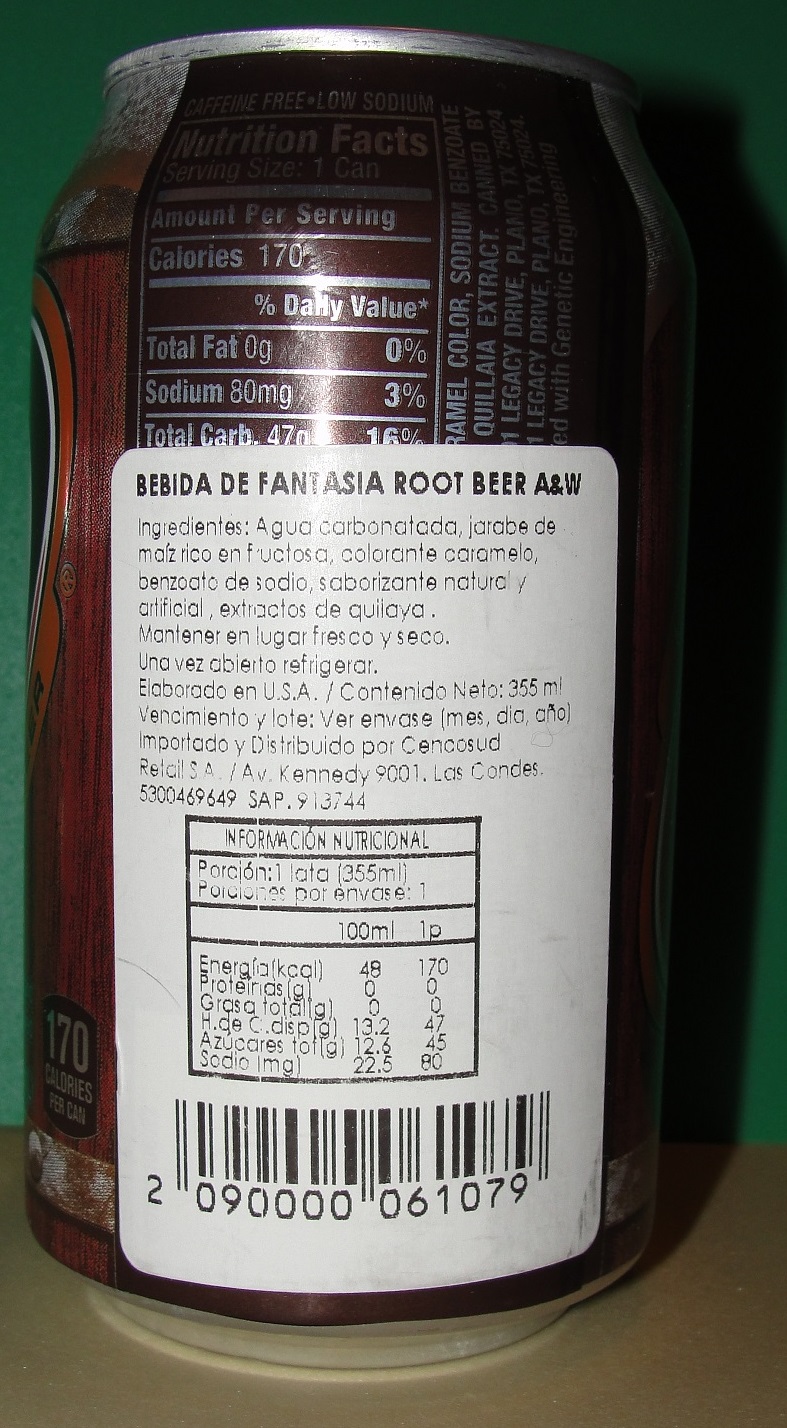 CAFFEINE FREE•LOW SODIUM
Nutrition Facts
Serving Size: 1 Can
Amount Per Serving
Calories 170
% Daily Value*
Total Fat 0g 0%
Sodium 80mg 3%
Total Carb. 47g 16%
RAMEL COLOR, SODIUM BENZOATE
QUILLAIA EXTRACT. CANNED BY
1 LEGACY DRIVE, PLANO, TX 75024
1 LEGACY DRIVE, PLANO, TX 75024.
ed with Genetic Engineering
BEBIDA DE FANTASIA ROOT BEER A&W
Ingredientes: Agua carbonatada, jarabe de
maíz rico en fructosa, colorante caramelo,
benzoato de sodio, saborizante natural y
artificial, extractos de quilaya.
Mantener en lugar fresco y seco.
Una vez abierto refrigerar.
Elaborado en U.S.A. / Contenido Neto: 355 ml
Vencimiento y lote: Ver envase (mes, dia, año)
Importado y Distribuido por Cencosud
Retail S.A. / Av. Kennedy 9001. Las Condes.
5300469649 SAP. 913744
INFORMACIÓN NUTRICIONAL
Porción:1 lata (355ml)
Porciones por envase: 1
100ml 1p
Energía(kcal) 48 170
Proteínas(g) 0 0
Grasa total(g) 0 0
H.de C.disp(g) 13.2 47
Azúcares tot(g) 12.6 45
Sodio (mg) 22.5 80
2 090000 061079
170
CALORIES
PER CAN
®